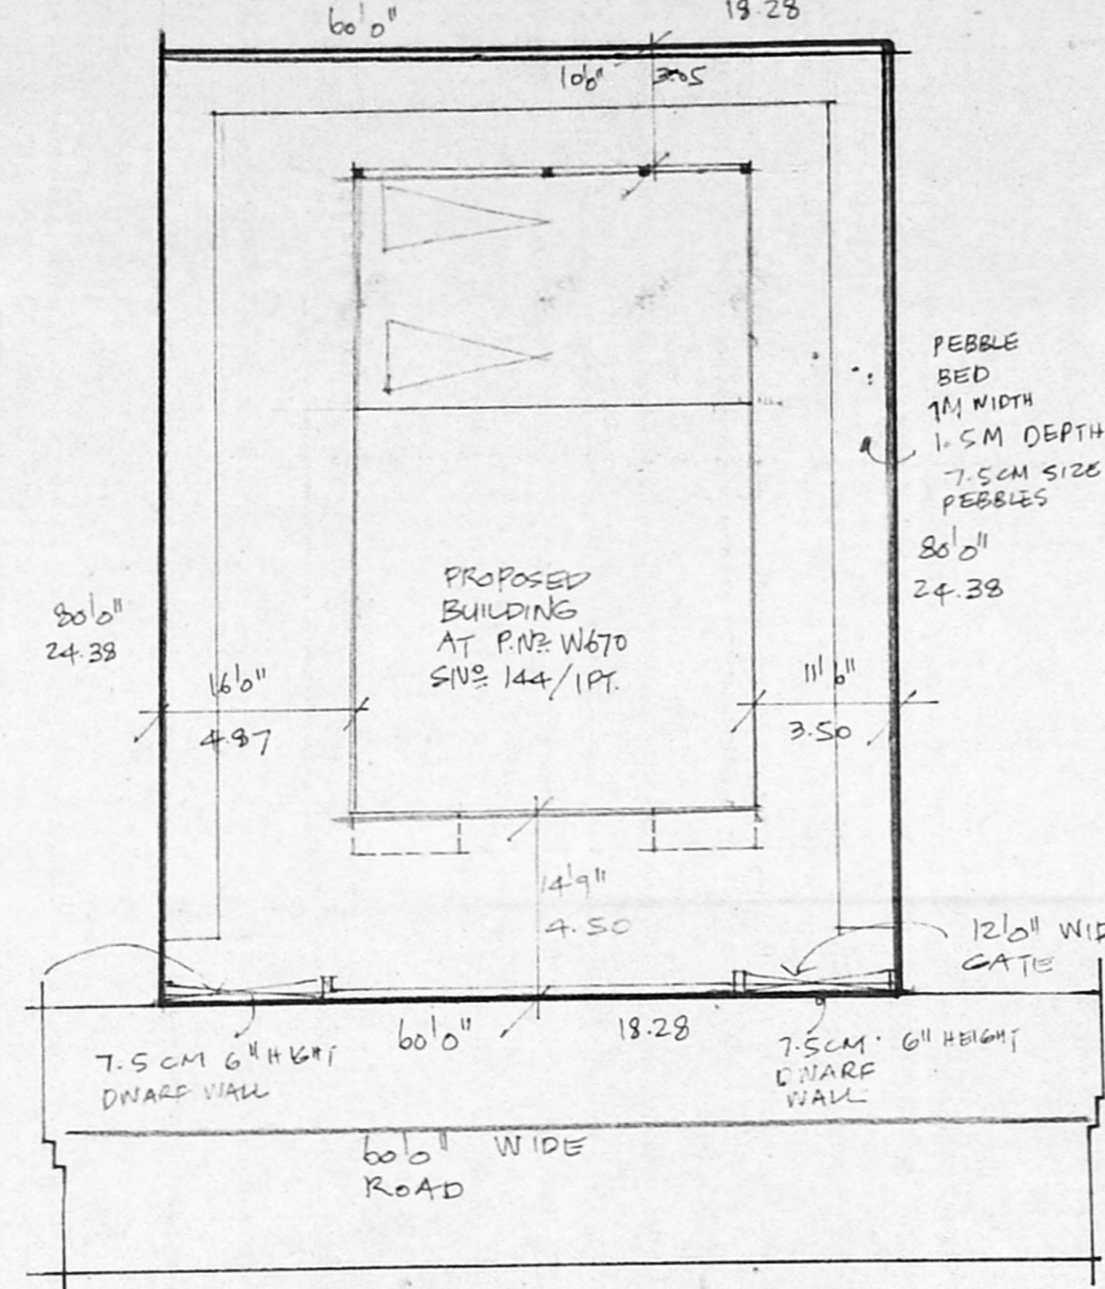 60'0" 18.28
10'0" 3.05
PEBBLE
BED
1M WIDTH
1.5M DEPTH
7.5CM SIZE
PEBBLES
80'0"
24.38
PROPOSED
BUILDING
AT P.Nº W670
S/Nº 144/1PT.
80'0"
24.38
16'0"
4.87
11'6"
3.50
14'9"
4.50
12'0" WID
GATE
60'0" 18.28
7.5CM 6" HIGHT
DWARF WALL
7.5CM. 6" HEIGHT
DWARF
WALL
60'0" WIDE
ROAD